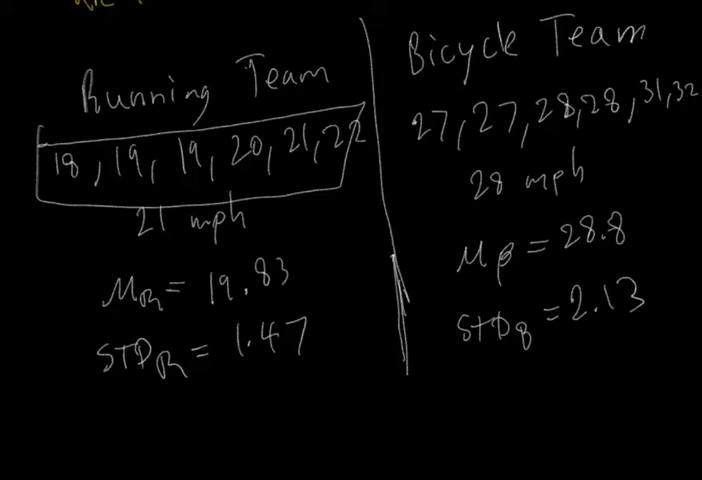 Running Team
18, 19, 19, 20, 21, 22
21 mph
μR = 19.83
STDR = 1.47
Bicycle Team
27, 27, 28, 28, 31, 32
28 mph
μB = 28.8
STDB = 2.13